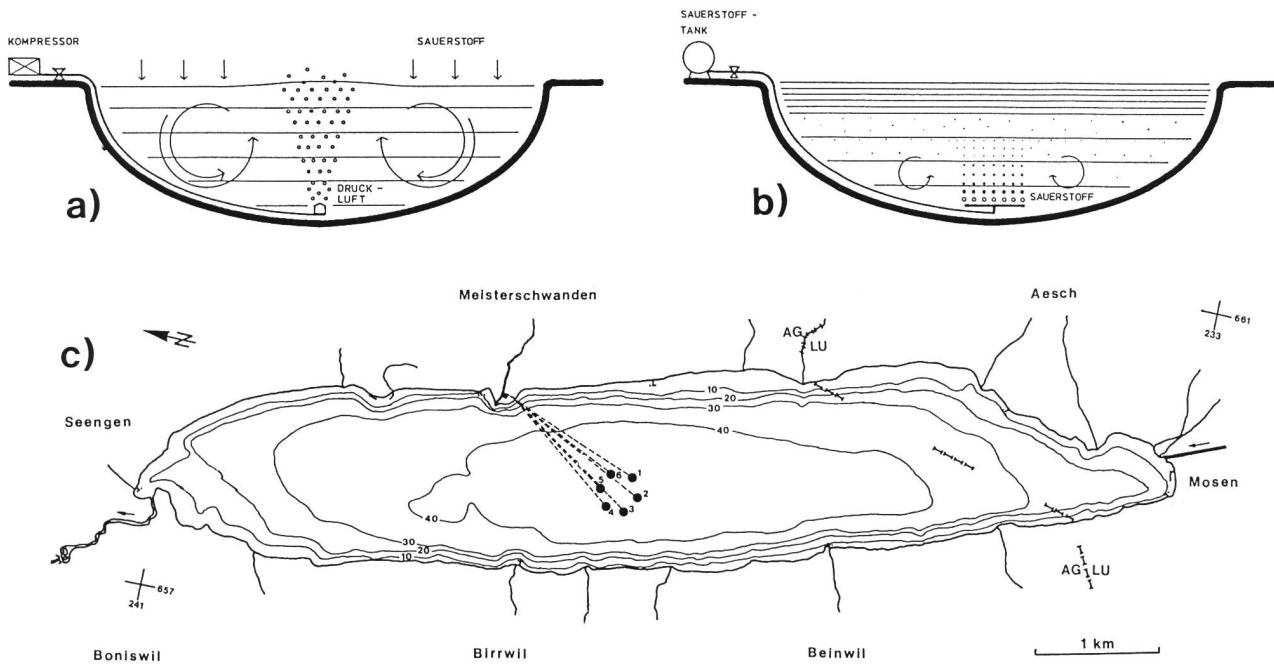 KOMPRESSOR
SAUERSTOFF
DRUCK-
LUFT
a)
SAUERSTOFF -
TANK
SAUERSTOFF
b)
Meisterschwanden
Aesch
N
c)
AG
LU
661
233
Seengen
10
20
30
40
6
1
5
2
4
3
40
Mosen
30
20
10
AG
LU
657
241
1 km
Boniswil
Birrwil
Beinwil